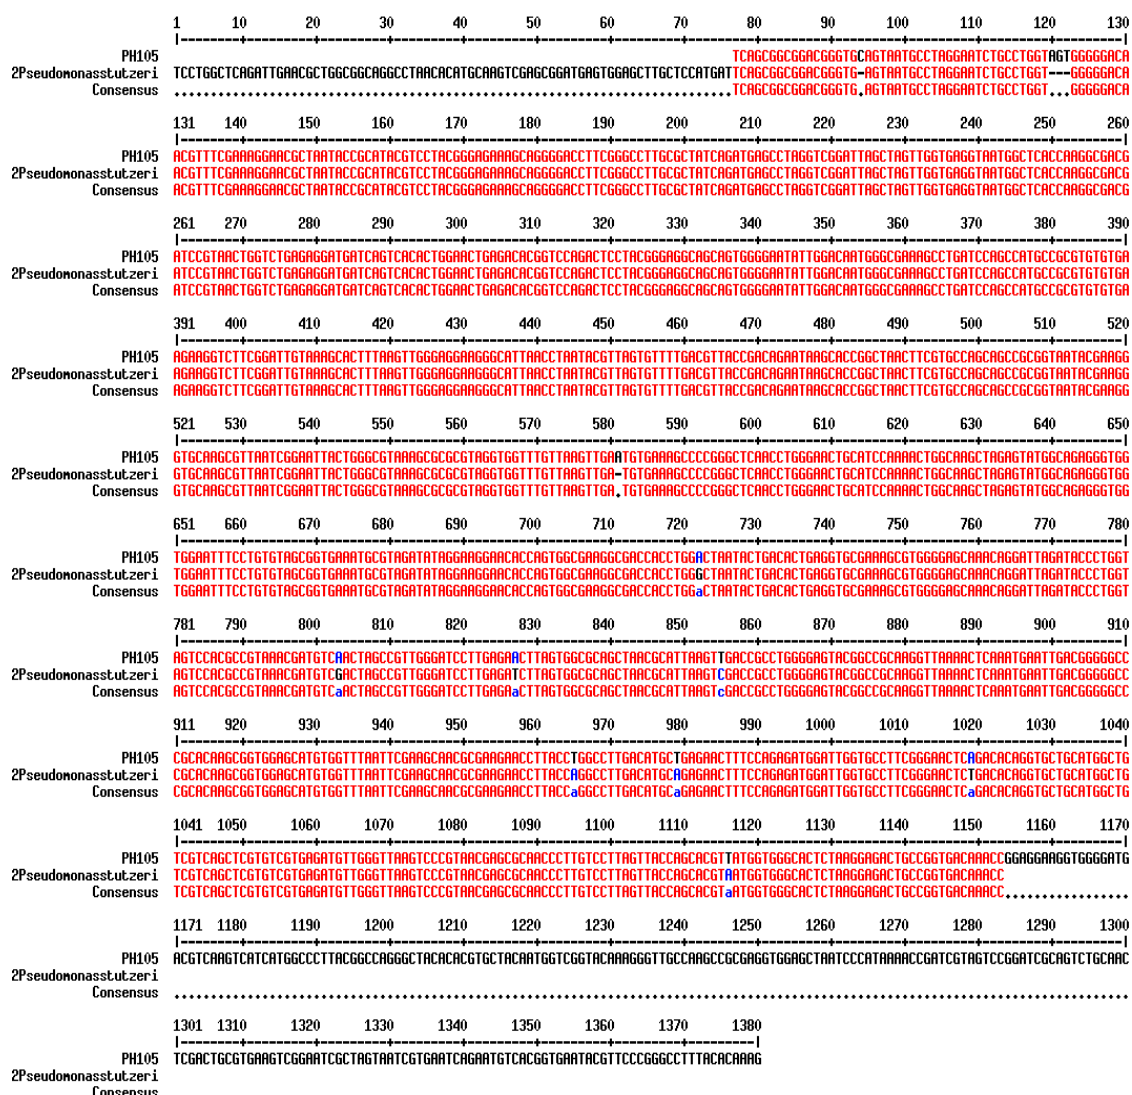 1 10 20 30 40 50 60 70 80 90 100 110 120 130
|--------+---------+---------+---------+---------+---------+---------+---------+---------+---------+---------+---------+---------|
PH105 TCAGCGGCGGACGGGTGCAGTAATGCCTAGGAATCTGCCTGGTAGTGGGGGACA
2Pseudomonasstutzeri TCCTGGCTCAGATTGAACGCTGGCGGCAGGCCTAACACATGCAAGTCGAGCGGATGAGTGGAGCTTGCTCCATGATTCAGCGGCGGACGGGTG-AGTAATGCCTAGGAATCTGCCTGGT---GGGGGACA
Consensus ............................................................................TCAGCGGCGGACGGGTG.AGTAATGCCTAGGAATCTGCCTGGT...GGGGGACA
131 140 150 160 170 180 190 200 210 220 230 240 250 260
|--------+---------+---------+---------+---------+---------+---------+---------+---------+---------+---------+---------+---------|
PH105 ACGTTTCGAAAGGAACGCTAATACCGCATACGTCCTACGGGAGAAAGCAGGGGACCTTCGGGCCTTGCGCTATCAGATGAGCCTAGGTCGGATTAGCTAGTTGGTGAGGTAATGGCTCACCAAGGCGACG
2Pseudomonasstutzeri ACGTTTCGAAAGGAACGCTAATACCGCATACGTCCTACGGGAGAAAGCAGGGGACCTTCGGGCCTTGCGCTATCAGATGAGCCTAGGTCGGATTAGCTAGTTGGTGAGGTAATGGCTCACCAAGGCGACG
Consensus ACGTTTCGAAAGGAACGCTAATACCGCATACGTCCTACGGGAGAAAGCAGGGGACCTTCGGGCCTTGCGCTATCAGATGAGCCTAGGTCGGATTAGCTAGTTGGTGAGGTAATGGCTCACCAAGGCGACG
261 270 280 290 300 310 320 330 340 350 360 370 380 390
|--------+---------+---------+---------+---------+---------+---------+---------+---------+---------+---------+---------+---------|
PH105 ATCCGTAACTGGTCTGAGAGGATGATCAGTCACACTGGAACTGAGACACGGTCCAGACTCCTACGGGAGGCAGCAGTGGGGAATATTGGACAATGGGCGAAAGCCTGATCCAGCCATGCCGCGTGTGTGA
2Pseudomonasstutzeri ATCCGTAACTGGTCTGAGAGGATGATCAGTCACACTGGAACTGAGACACGGTCCAGACTCCTACGGGAGGCAGCAGTGGGGAATATTGGACAATGGGCGAAAGCCTGATCCAGCCATGCCGCGTGTGTGA
Consensus ATCCGTAACTGGTCTGAGAGGATGATCAGTCACACTGGAACTGAGACACGGTCCAGACTCCTACGGGAGGCAGCAGTGGGGAATATTGGACAATGGGCGAAAGCCTGATCCAGCCATGCCGCGTGTGTGA
391 400 410 420 430 440 450 460 470 480 490 500 510 520
|--------+---------+---------+---------+---------+---------+---------+---------+---------+---------+---------+---------+---------|
PH105 AGAAGGTCTTCGGATTGTAAAGCACTTTAAGTTGGGAGGAAGGGCATTAACCTAATACGTTAGTGTTTTGACGTTACCGACAGAATAAGCACCGGCTAACTTCGTGCCAGCAGCCGCGGTAATACGAAGG
2Pseudomonasstutzeri AGAAGGTCTTCGGATTGTAAAGCACTTTAAGTTGGGAGGAAGGGCATTAACCTAATACGTTAGTGTTTTGACGTTACCGACAGAATAAGCACCGGCTAACTTCGTGCCAGCAGCCGCGGTAATACGAAGG
Consensus AGAAGGTCTTCGGATTGTAAAGCACTTTAAGTTGGGAGGAAGGGCATTAACCTAATACGTTAGTGTTTTGACGTTACCGACAGAATAAGCACCGGCTAACTTCGTGCCAGCAGCCGCGGTAATACGAAGG
521 530 540 550 560 570 580 590 600 610 620 630 640 650
|--------+---------+---------+---------+---------+---------+---------+---------+---------+---------+---------+---------+---------|
PH105 GTGCAAGCGTTAATCGGAATTACTGGGCGTAAAGCGCGCGTAGGTGGTTTGTTAAGTTGAATGTGAAAGCCCCGGGCTCAACCTGGGAACTGCATCCAAAACTGGCAAGCTAGAGTATGGCAGAGGGTGG
2Pseudomonasstutzeri GTGCAAGCGTTAATCGGAATTACTGGGCGTAAAGCGCGCGTAGGTGGTTTGTTAAGTTGA-TGTGAAAGCCCCGGGCTCAACCTGGGAACTGCATCCAAAACTGGCAAGCTAGAGTATGGCAGAGGGTGG
Consensus GTGCAAGCGTTAATCGGAATTACTGGGCGTAAAGCGCGCGTAGGTGGTTTGTTAAGTTGA.TGTGAAAGCCCCGGGCTCAACCTGGGAACTGCATCCAAAACTGGCAAGCTAGAGTATGGCAGAGGGTGG
651 660 670 680 690 700 710 720 730 740 750 760 770 780
|--------+---------+---------+---------+---------+---------+---------+---------+---------+---------+---------+---------+---------|
PH105 TGGAATTTCCTGTGTAGCGGTGAAATGCGTAGATATAGGAAGGAACACCAGTGGCGAAGGCGACCACCTGGACTAATACTGACACTGAGGTGCGAAAGCGTGGGGAGCAAACAGGATTAGATACCCTGGT
2Pseudomonasstutzeri TGGAATTTCCTGTGTAGCGGTGAAATGCGTAGATATAGGAAGGAACACCAGTGGCGAAGGCGACCACCTGGGCTAATACTGACACTGAGGTGCGAAAGCGTGGGGAGCAAACAGGATTAGATACCCTGGT
Consensus TGGAATTTCCTGTGTAGCGGTGAAATGCGTAGATATAGGAAGGAACACCAGTGGCGAAGGCGACCACCTGGaCTAATACTGACACTGAGGTGCGAAAGCGTGGGGAGCAAACAGGATTAGATACCCTGGT
781 790 800 810 820 830 840 850 860 870 880 890 900 910
|--------+---------+---------+---------+---------+---------+---------+---------+---------+---------+---------+---------+---------|
PH105 AGTCCACGCCGTAAACGATGTCAACTAGCCGTTGGGATCCTTGAGAACTTAGTGGCGCAGCTAACGCATTAAGTTGACCGCCTGGGGAGTACGGCCGCAAGGTTAAAACTCAAATGAATTGACGGGGGCC
2Pseudomonasstutzeri AGTCCACGCCGTAAACGATGTCGACTAGCCGTTGGGATCCTTGAGATCTTAGTGGCGCAGCTAACGCATTAAGTCGACCGCCTGGGGAGTACGGCCGCAAGGTTAAAACTCAAATGAATTGACGGGGGCC
Consensus AGTCCACGCCGTAAACGATGTCaACTAGCCGTTGGGATCCTTGAGAaCTTAGTGGCGCAGCTAACGCATTAAGTcGACCGCCTGGGGAGTACGGCCGCAAGGTTAAAACTCAAATGAATTGACGGGGGCC
911 920 930 940 950 960 970 980 990 1000 1010 1020 1030 1040
|--------+---------+---------+---------+---------+---------+---------+---------+---------+---------+---------+---------+---------|
PH105 CGCACAAGCGGTGGAGCATGTGGTTTAATTCGAAGCAACGCGAAGAACCTTACCTGGCCTTGACATGCTGAGAACTTTCCAGAGATGGATTGGTGCCTTCGGGAACTCAGACACAGGTGCTGCATGGCTG
2Pseudomonasstutzeri CGCACAAGCGGTGGAGCATGTGGTTTAATTCGAAGCAACGCGAAGAACCTTACCAGGCCTTGACATGCAGAGAACTTTCCAGAGATGGATTGGTGCCTTCGGGAACTCTGACACAGGTGCTGCATGGCTG
Consensus CGCACAAGCGGTGGAGCATGTGGTTTAATTCGAAGCAACGCGAAGAACCTTACCaGGCCTTGACATGCaGAGAACTTTCCAGAGATGGATTGGTGCCTTCGGGAACTCaGACACAGGTGCTGCATGGCTG
1041 1050 1060 1070 1080 1090 1100 1110 1120 1130 1140 1150 1160 1170
|--------+---------+---------+---------+---------+---------+---------+---------+---------+---------+---------+---------+---------|
PH105 TCGTCAGCTCGTGTCGTGAGATGTTGGGTTAAGTCCCGTAACGAGCGCAACCCTTGTCCTTAGTTACCAGCACGTTATGGTGGGCACTCTAAGGAGACTGCCGGTGACAAACCGGAGGAAGGTGGGGATG
2Pseudomonasstutzeri TCGTCAGCTCGTGTCGTGAGATGTTGGGTTAAGTCCCGTAACGAGCGCAACCCTTGTCCTTAGTTACCAGCACGTAATGGTGGGCACTCTAAGGAGACTGCCGGTGACAAACC
Consensus TCGTCAGCTCGTGTCGTGAGATGTTGGGTTAAGTCCCGTAACGAGCGCAACCCTTGTCCTTAGTTACCAGCACGTaATGGTGGGCACTCTAAGGAGACTGCCGGTGACAAACC.................
1171 1180 1190 1200 1210 1220 1230 1240 1250 1260 1270 1280 1290 1300
|--------+---------+---------+---------+---------+---------+---------+---------+---------+---------+---------+---------+---------|
PH105 ACGTCAAGTCATCATGGCCCTTACGGCCAGGGCTACACACGTGCTACAATGGTCGGTACAAAGGGTTGCCAAGCCGCGAGGTGGAGCTAATCCCATAAAACCGATCGTAGTCCGGATCGCAGTCTGCAAC
2Pseudomonasstutzeri
Consensus ..................................................................................................................................
1301 1310 1320 1330 1340 1350 1360 1370 1380
|--------+---------+---------+---------+---------+---------+---------+---------|
PH105 TCGACTGCGTGAAGTCGGAATCGCTAGTAATCGTGAATCAGAATGTCACGGTGAATACGTTCCCGGGCCTTTACACAAAG
2Pseudomonasstutzeri
Consensus